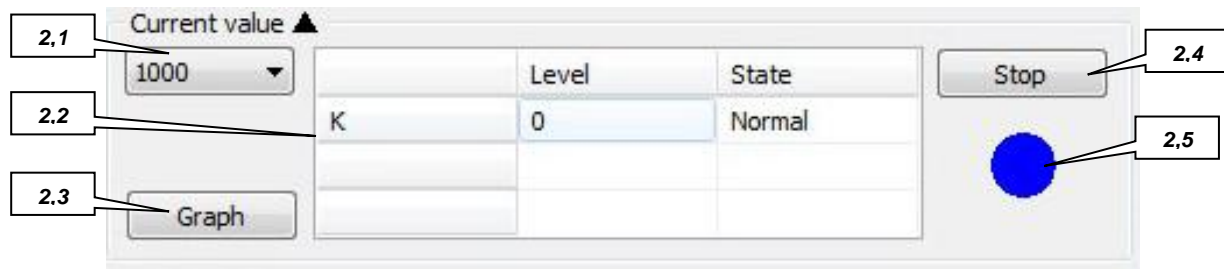 Current value ▲
2,1
1000
Level State
Stop
2,4
2,2
K 0 Normal
2,5
2,3
Graph